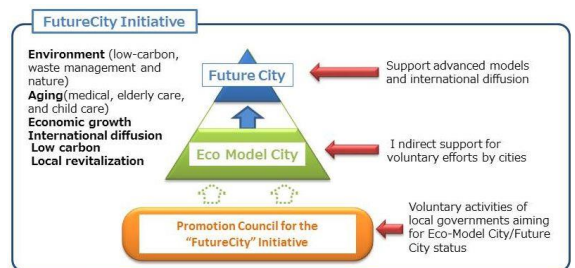 FutureCity Initiative
Environment (low-carbon,
waste management and
nature)
Aging(medical, elderly care,
and child care)
Economic growth
International diffusion
Low carbon
Local revitalization
Future City
Support advanced models
and international diffusion
Eco Model City
I ndirect support for
voluntary efforts by cities
Promotion Council for the
"FutureCity" Initiative
Voluntary activities of
local governments aiming
for Eco-Model City/Future
City status